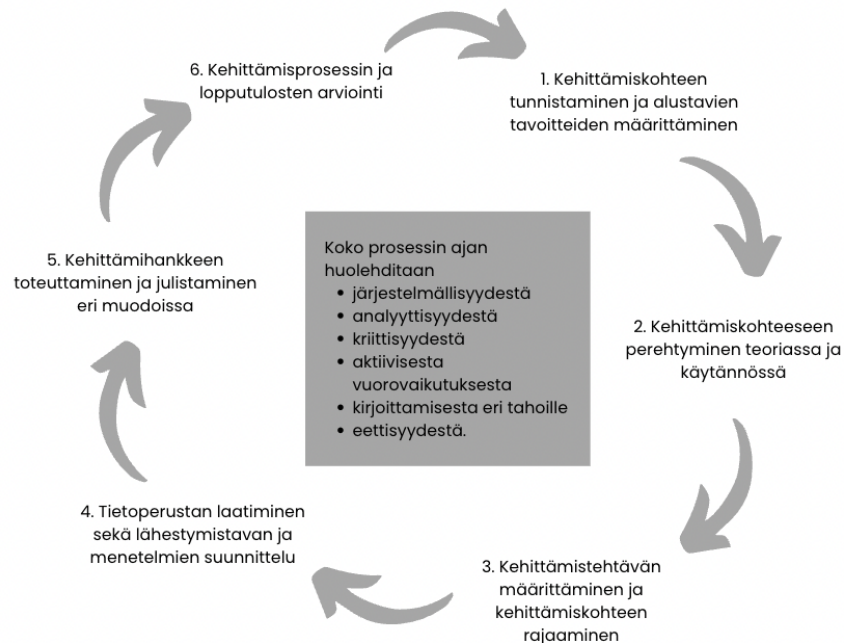 6. Kehittämisprosessin ja
lopputulosten arviointi
1. Kehittämiskohteen
tunnistaminen ja alustavien
tavoitteiden määrittäminen
Koko prosessin ajan
huolehditaan
• järjestelmällisyydestä
• analyyttisyydestä
• kriittisyydestä
• aktiivisesta
vuorovaikutuksesta
• kirjoittamisesta eri tahoille
• eettisyydestä.
2. Kehittämiskohteeseen
perehtyminen teoriassa ja
käytännössä
3. Kehittämistehtävän
määrittäminen ja
kehittämiskohteen
rajaaminen
4. Tietoperustan laatiminen
sekä lähestymistavan ja
menetelmien suunnittelu
5. Kehittämihankkeen
toteuttaminen ja julistaminen
eri muodoissa